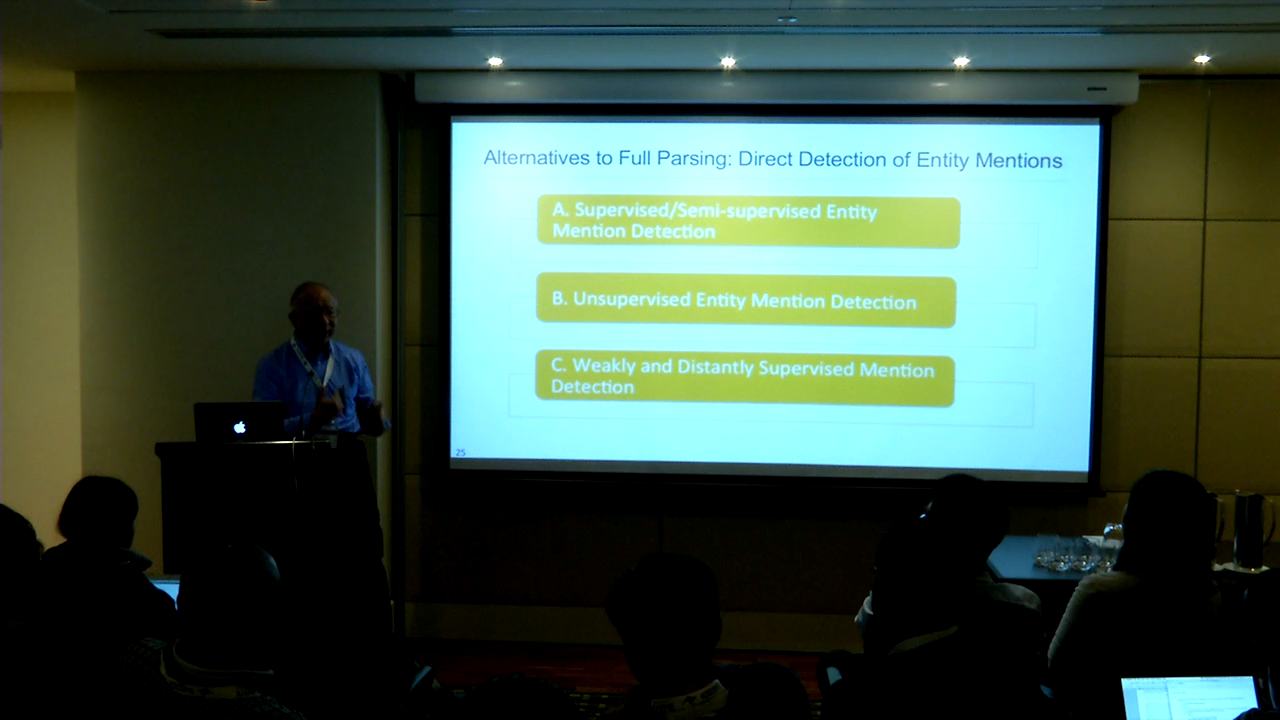 Alternatives to Full Parsing: Direct Detection of Entity Mentions
A. Supervised/Semi-supervised Entity
Mention Detection
B. Unsupervised Entity Mention Detection
C. Weakly and Distantly Supervised Mention
Detection
25